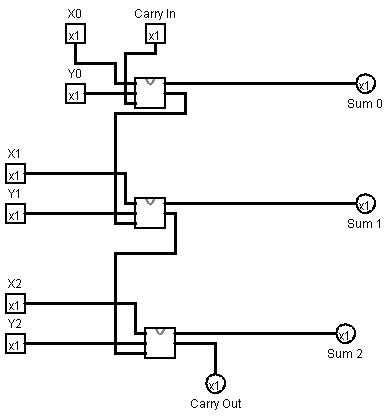 X0 Carry In
x1 x1
Y0
x1 x1
Sum 0
X1
x1
Y1
x1 x1
Sum 1
X2
x1
Y2
x1 x1
Sum 2
x1
Carry Out